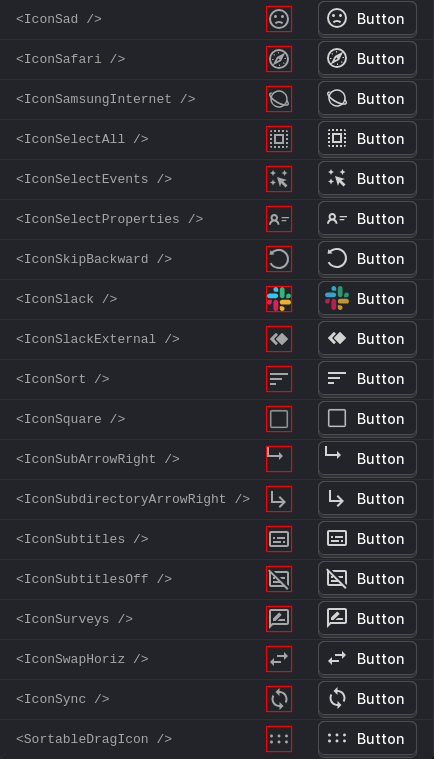 <IconSad /> Button
<IconSafari /> Button
<IconSamsungInternet /> Button
<IconSelectAll /> Button
<IconSelectEvents /> Button
<IconSelectProperties /> Button
<IconSkipBackward /> Button
<IconSlack /> Button
<IconSlackExternal /> Button
<IconSort /> Button
<IconSquare /> Button
<IconSubArrowRight /> Button
<IconSubdirectoryArrowRight /> Button
<IconSubtitles /> Button
<IconSubtitlesOff /> Button
<IconSurveys /> Button
<IconSwapHoriz /> Button
<IconSync /> Button
<SortableDragIcon /> Button